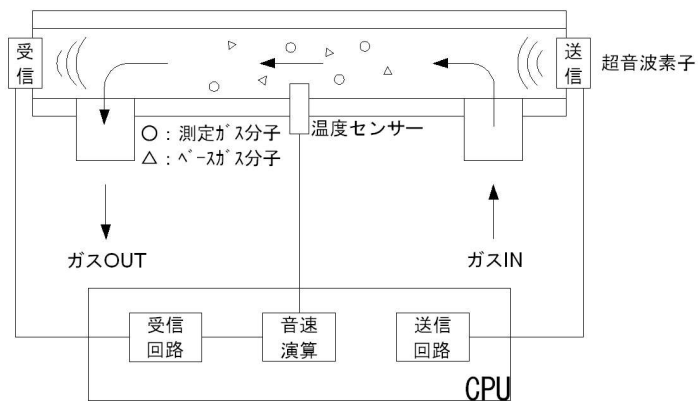 受信
送信
超音波素子
○：測定ｶﾞｽ分子
△：ﾍﾞｰｽｶﾞｽ分子
温度センサー
ガスOUT
ガスIN
受信
回路
音速
演算
送信
回路
CPU